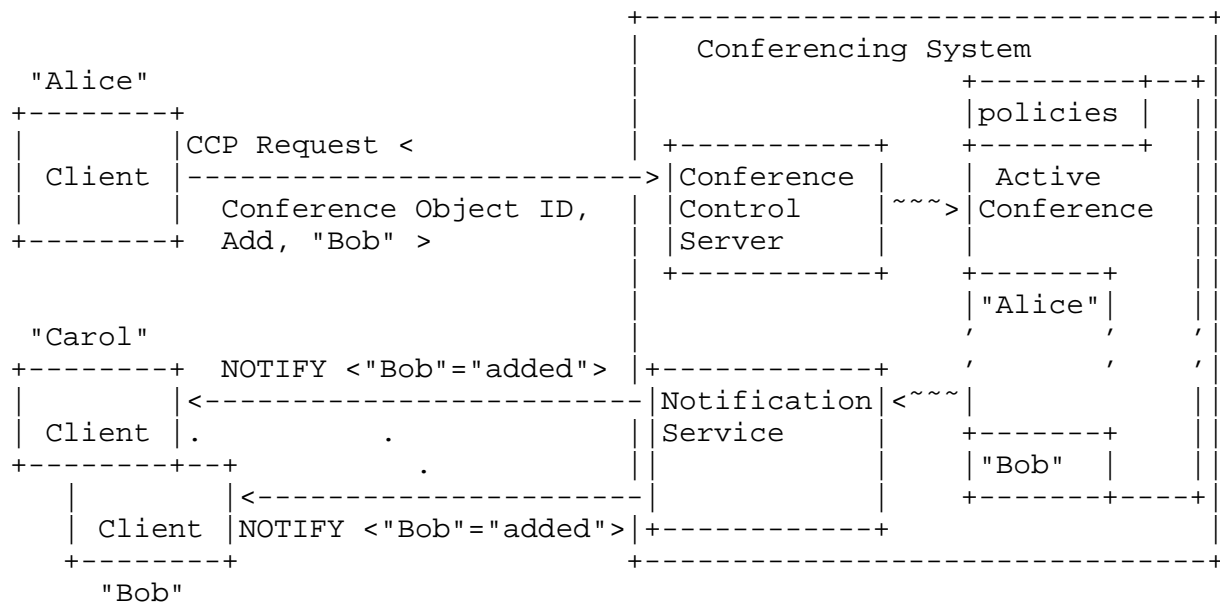 Conferencing System
"Alice"
policies
CCP Request <
Client
Conference
Active
Conference Object ID,
Control
Conference
Add, "Bob" >
Server
"Alice"
"Carol"
NOTIFY <"Bob"="added">
Notification
Client
Service
"Bob"
Client
NOTIFY <"Bob"="added">
"Bob"